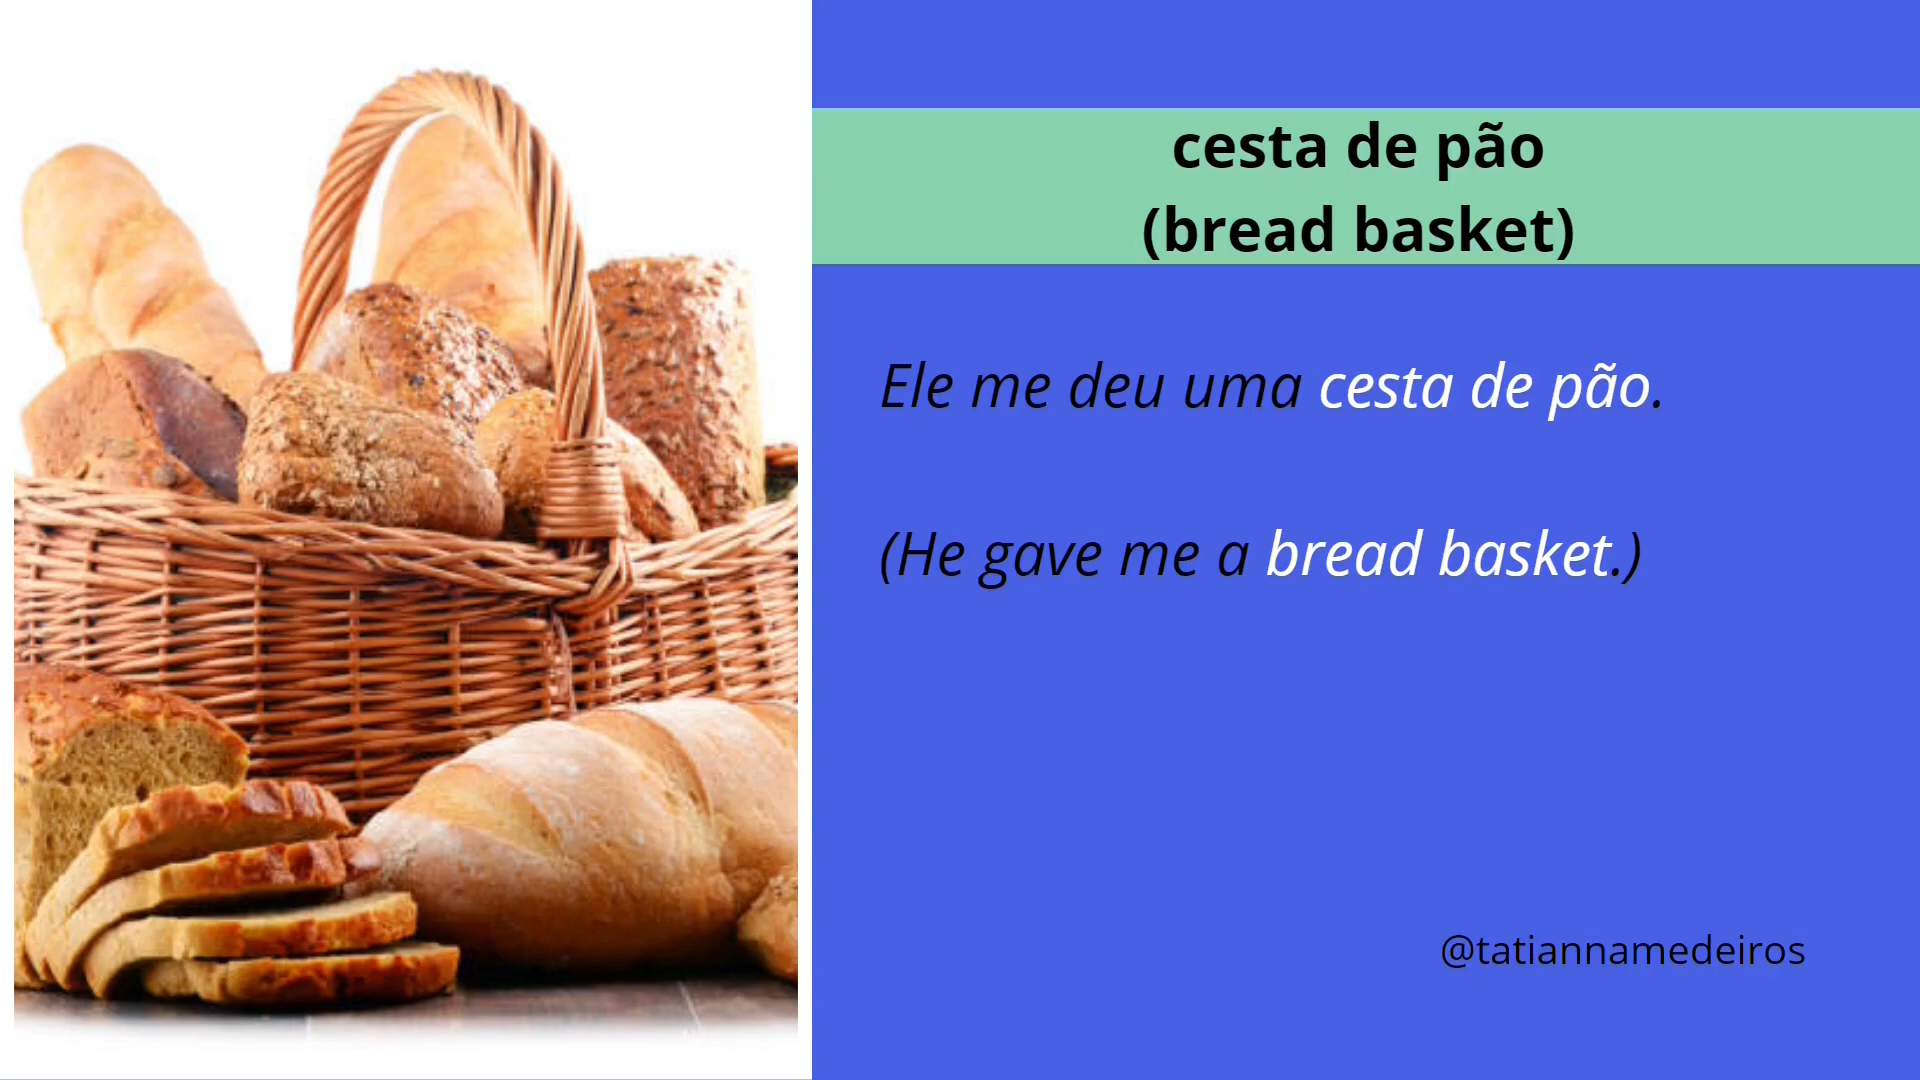 cesta de pão
(bread basket)
Ele me deu uma cesta de pão.
(He gave me a bread basket.)
@tatiannamedeiros